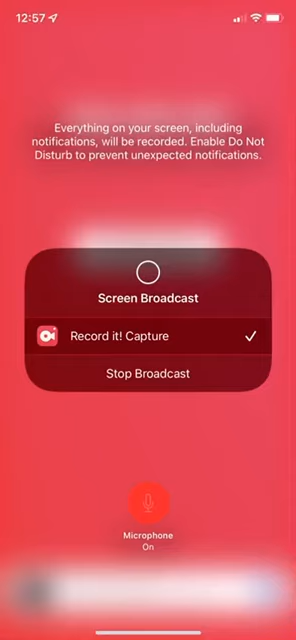 12:57
Everything on your screen, including
notifications, will be recorded. Enable Do Not
Disturb to prevent unexpected notifications.
Screen Broadcast
Record it! Capture
Stop Broadcast
Microphone
On